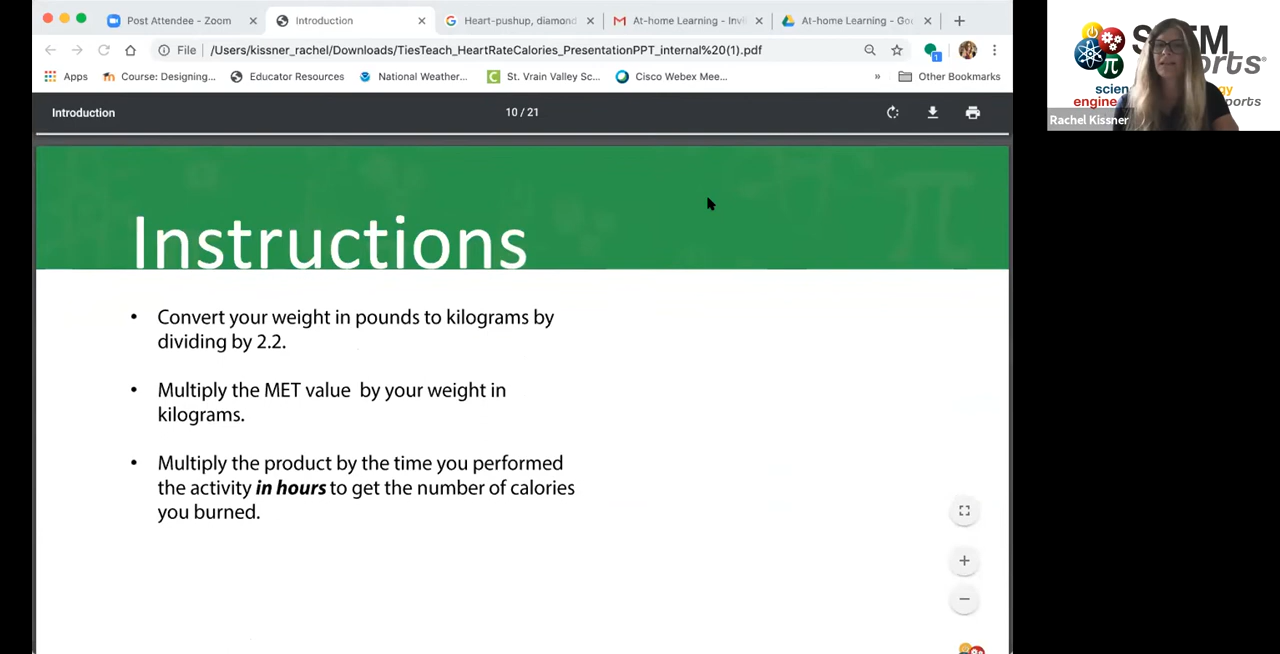 Post Attendee - Zoom
Introduction
Heart-pushup, diamond
At-home Learning - Invi
At-home Learning - Goo
File
/Users/kissner_rachel/Downloads/TiesTeach_HeartRateCalories_PresentationPPT_internal%20(1).pdf
1
Apps
Course: Designing...
Educator Resources
National Weather...
St. Vrain Valley Sc...
Cisco Webex Mee...
»
Other Bookmarks
Introduction
10 / 21
Instructions
• Convert your weight in pounds to kilograms by
dividing by 2.2.
• Multiply the MET value by your weight in
kilograms.
• Multiply the product by the time you performed
the activity in hours to get the number of calories
you burned.
π
Rachel Kissner